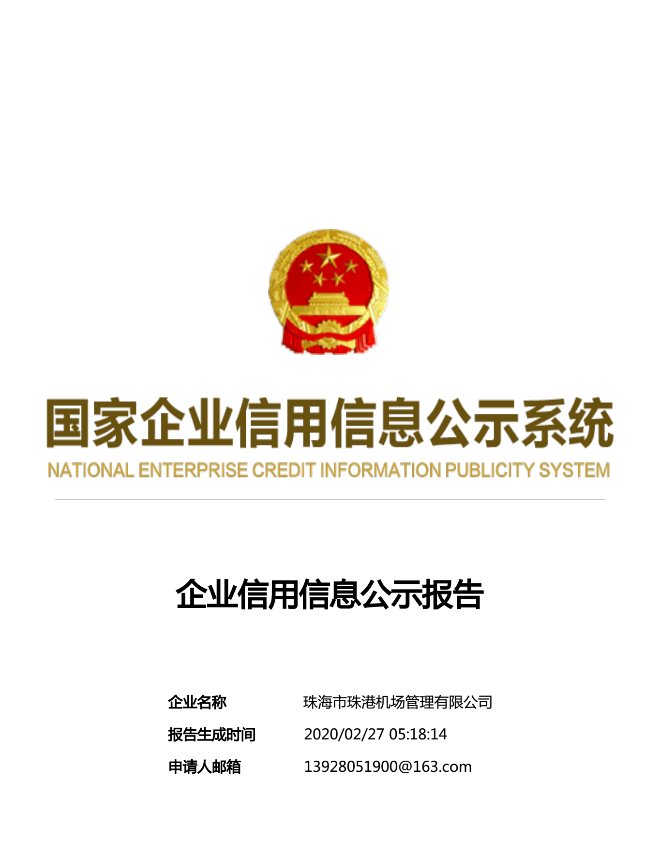 国家企业信用信息公示系统
NATIONAL ENTERPRISE CREDIT INFORMATION PUBLICITY SYSTEM
企业信用信息公示报告
企业名称 珠海市珠港机场管理有限公司
报告生成时间 2020/02/27 05:18:14
申请人邮箱 13928051900@163.com